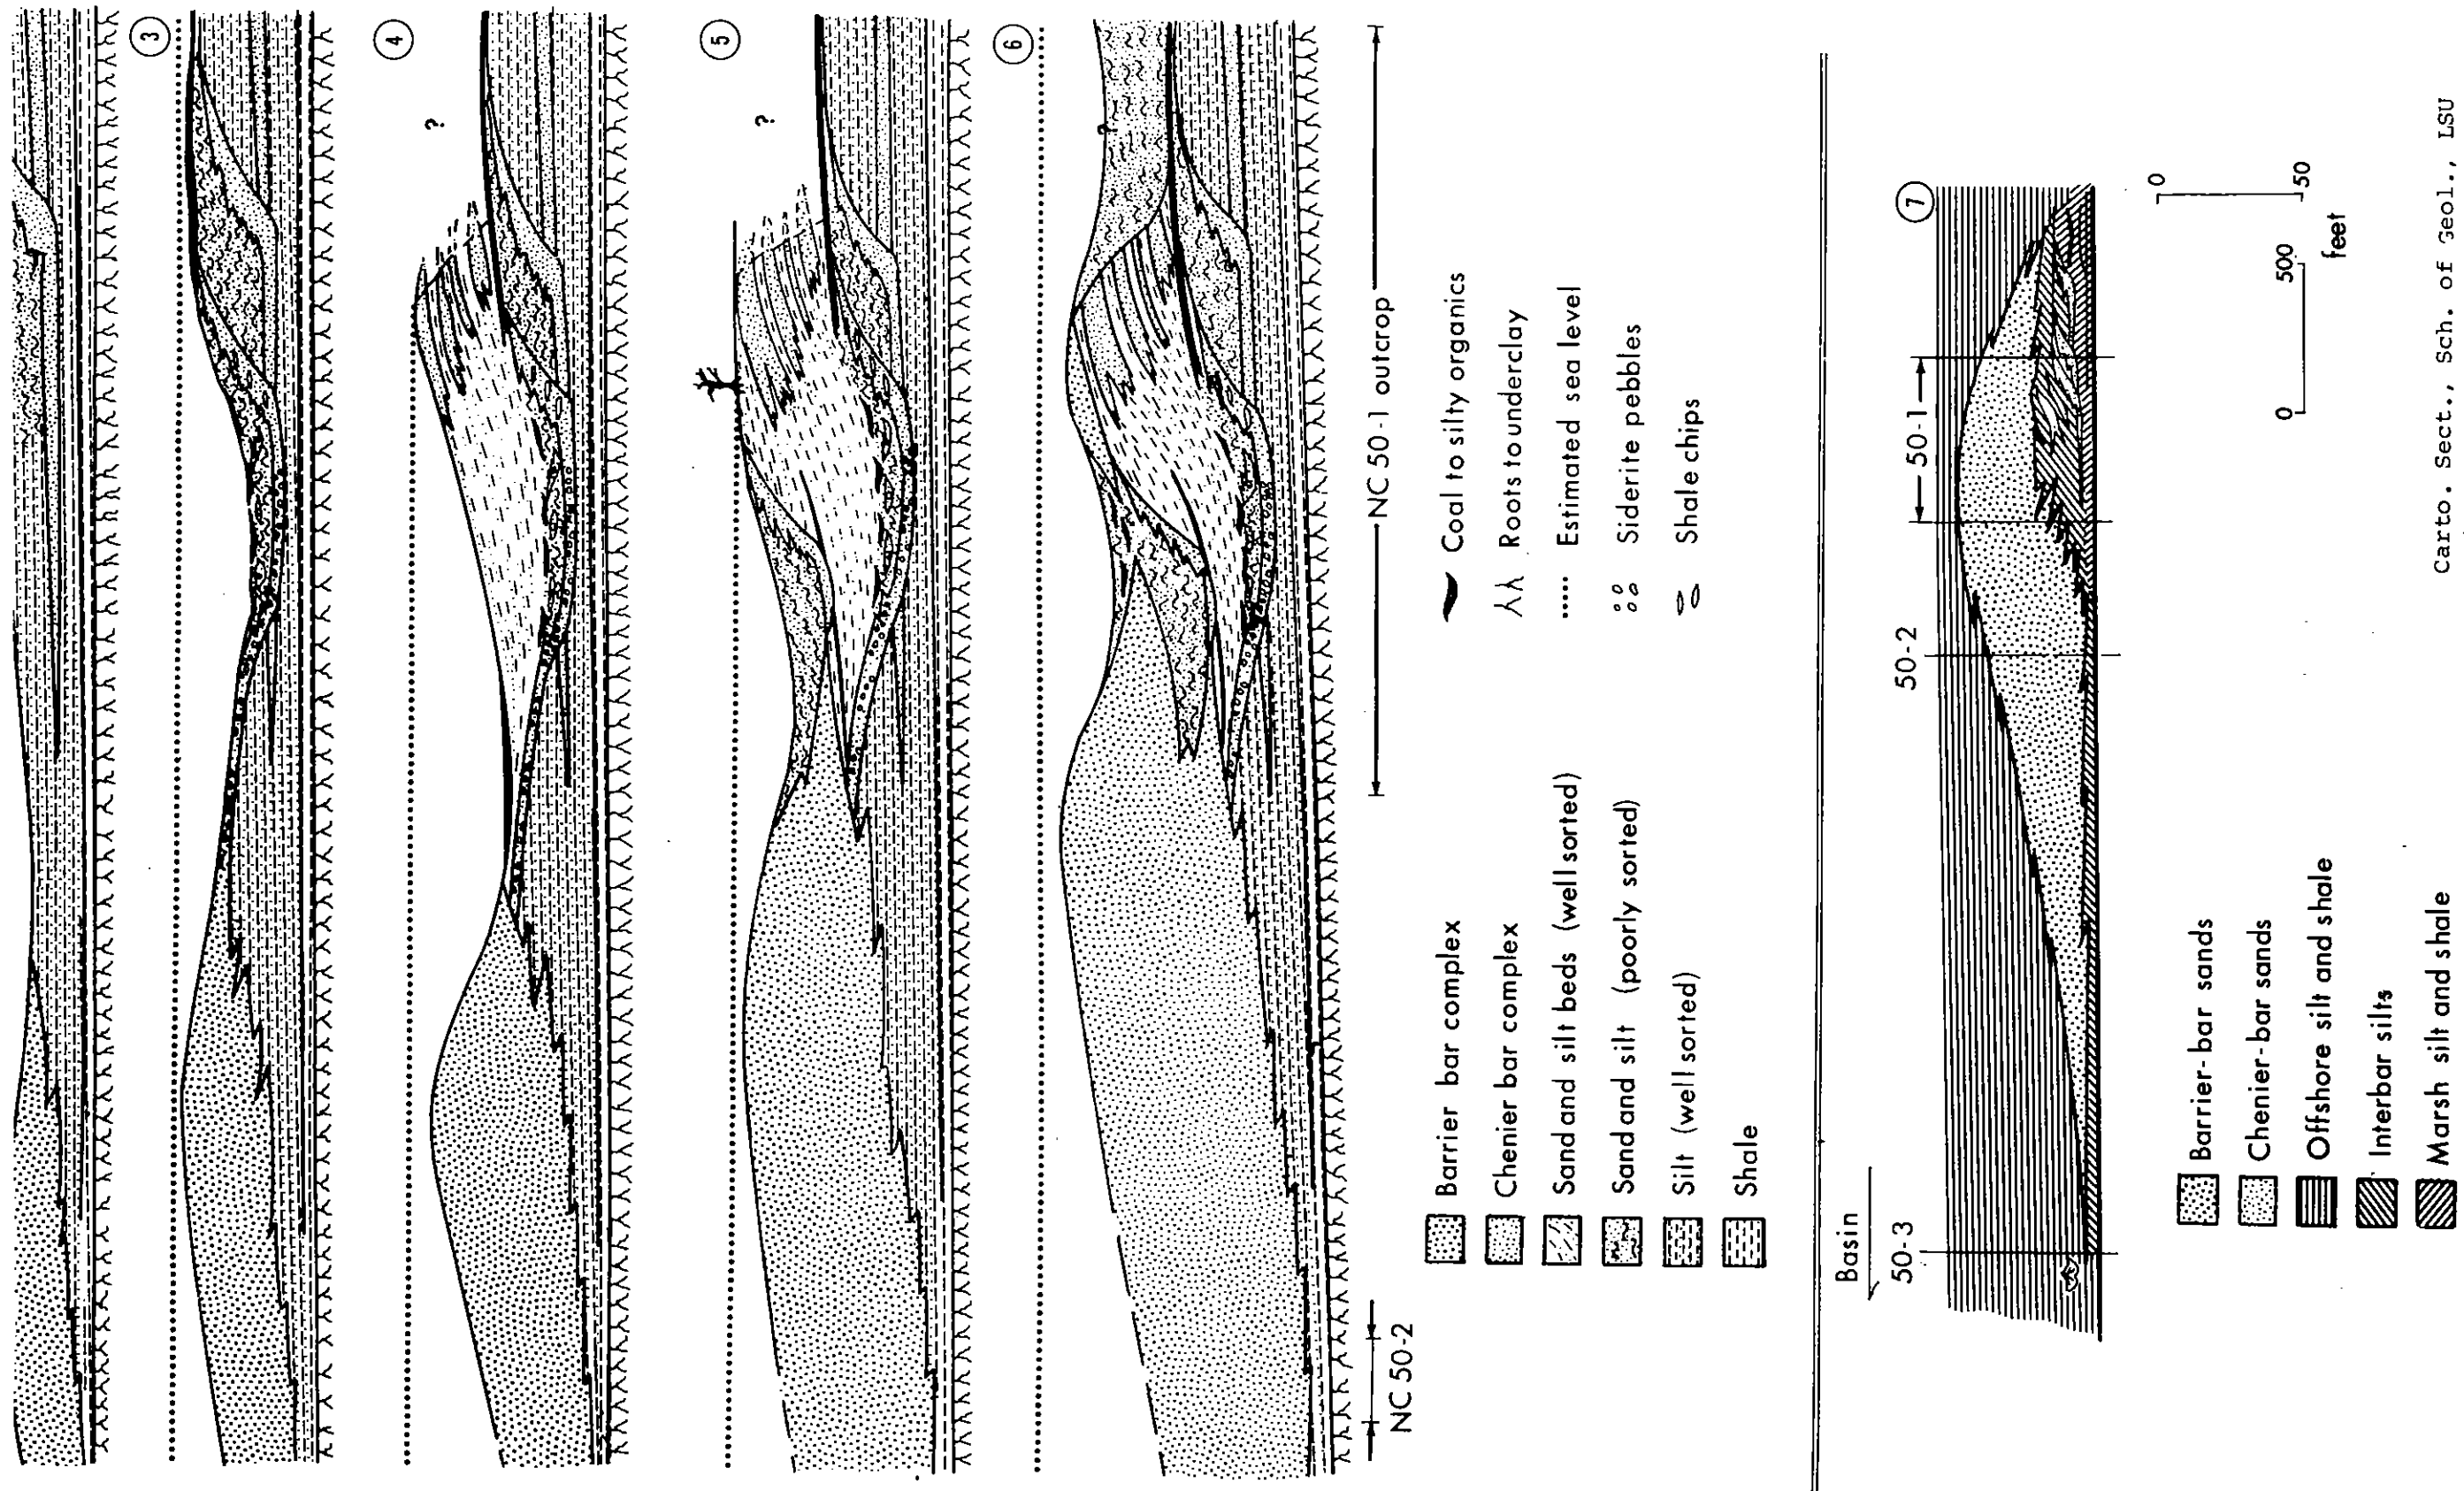 3
4
?
5
?
6
?
NC 50-1 outcrop
NC 50-2
Barrier bar complex
Chenier bar complex
Sand and silt beds (well sorted)
Sand and silt (poorly sorted)
Silt (well sorted)
Shale
Coal to silty organics
Roots to underclay
Estimated sea level
Siderite pebbles
Shale chips
Basin
50-3
50-2
50-1
7
0
50
500
0
feet
Barrier-bar sands
Chenier-bar sands
Offshore silt and shale
Interbar silts
Marsh silt and shale
Carto. Sect., Sch. of Geol., LSU